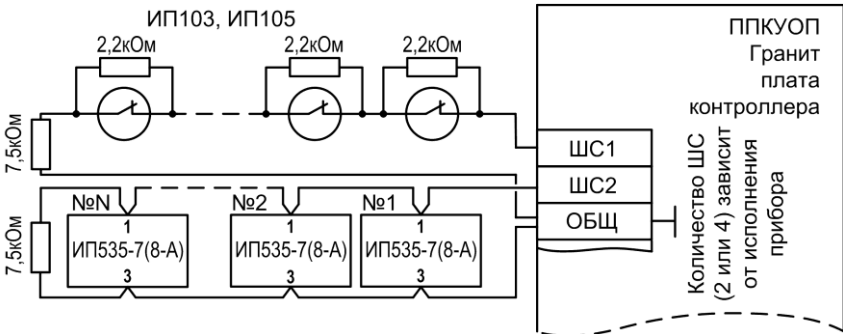 ИП103, ИП105
2,2кОм
2,2кОм
2,2кОм
7,5кОм
ППКУОП
Гранит
плата
контроллера
ШС1
ШС2
ОБЩ
Количество ШС
(2 или 4) зависит
от исполнения
прибора
7,5кОм
№N
№2
№1
1
1
1
ИП535-7(8-А)
ИП535-7(8-А)
ИП535-7(8-А)
3
3
3